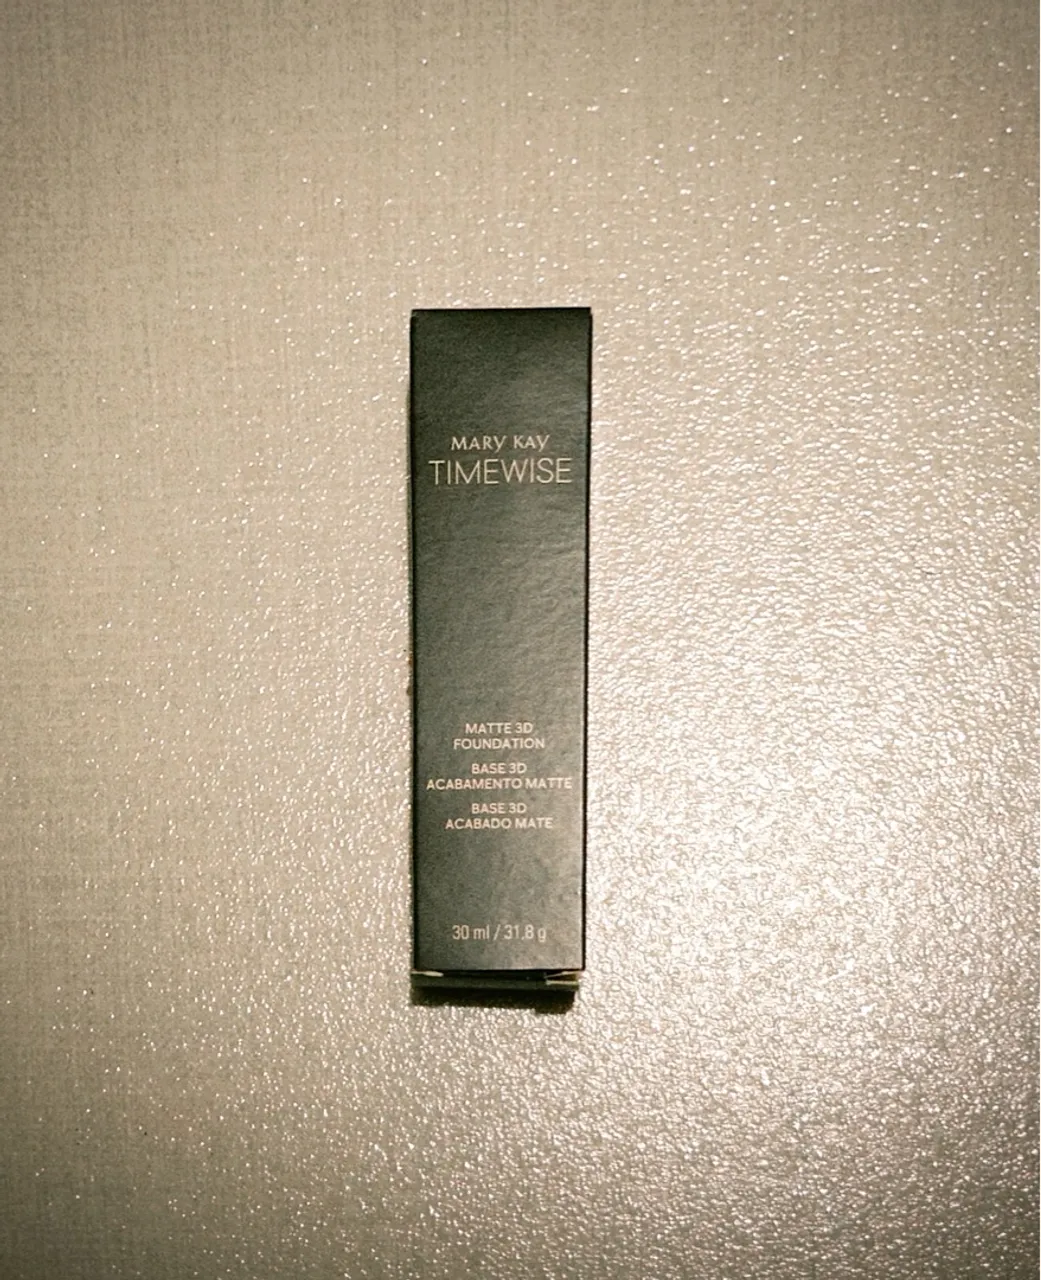 MARY KAY
TIMEWISE
MATTE 3D
FOUNDATION
BASE 3D
ACABAMENTO MATTE
BASE 3D
ACABADO MATE
30 ml / 31,8 g